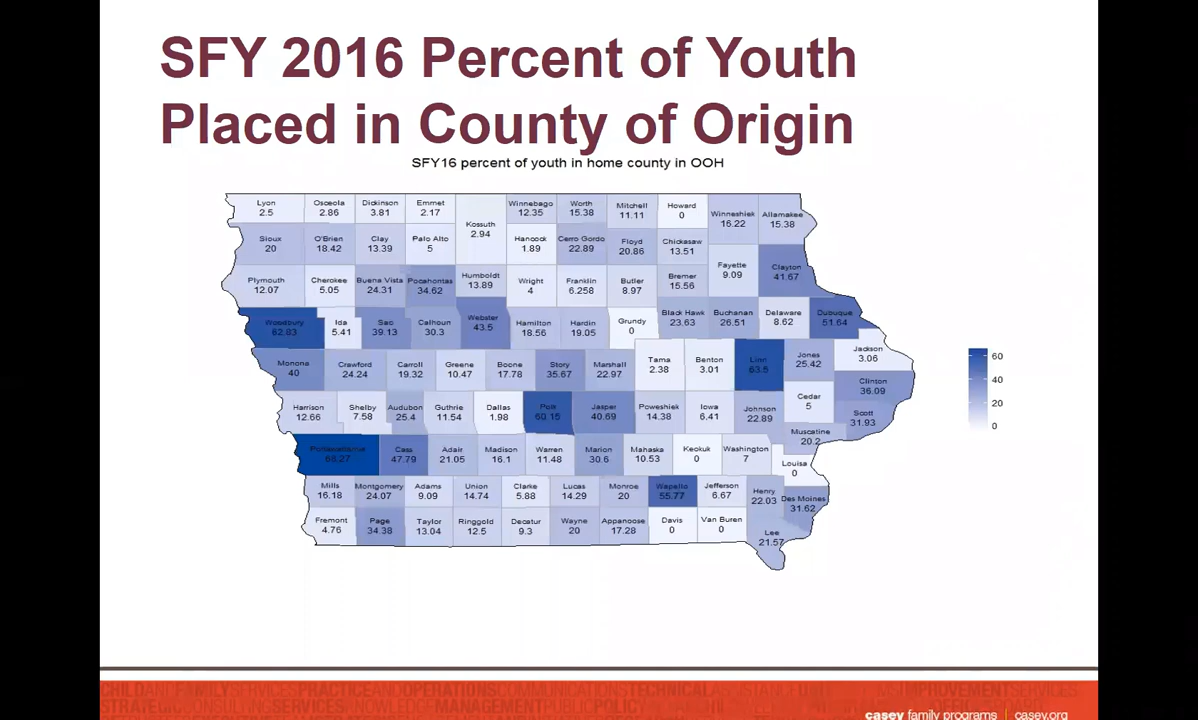 SFY 2016 Percent of Youth
Placed in County of Origin
SFY16 percent of youth in home county in OOH
Lyon Osceola Dickinson Emmet Kossuth Winnebago Worth Mitchell Howard Winneshiek Allamakee
2.5 2.86 3.81 2.17 2.94 12.35 15.38 11.11 0 16.22 15.38
Sioux O'Brien Clay Palo Alto Hancock Cerro Gordo Floyd Chickasaw
20 18.42 13.39 5 1.89 22.89 20.86 13.51
Plymouth Cherokee Buena Vista Pocahontas Humboldt Wright Franklin Butler Bremer Fayette Clayton
12.07 5.05 24.31 34.62 13.89 4 6.258 8.97 15.56 9.09 41.67
Woodbury Ida Sac Calhoun Webster Hamilton Hardin Grundy Black Hawk Buchanan Delaware Dubuque
62.83 5.41 39.13 30.3 43.5 18.56 19.05 0 23.63 26.51 8.62 51.64
Monona Crawford Carroll Greene Boone Story Marshall Tama Benton Linn Jones Jackson
40 24.24 19.32 10.47 17.78 35.67 22.97 2.38 3.01 63.5 25.42 3.06
Harrison Shelby Audubon Guthrie Dallas Polk Jasper Poweshiek Iowa Johnson Cedar Clinton
12.66 7.58 25.4 11.54 1.98 60.15 40.69 14.38 6.41 22.89 5 36.09
Scott
31.93
Pottawattamie Cass Adair Madison Warren Marion Mahaska Keokuk Washington Muscatine Louisa
68.27 47.79 21.05 16.1 11.48 30.6 10.53 0 7 20.2 0
Mills Montgomery Adams Union Clarke Lucas Monroe Wapello Jefferson Henry Des Moines
16.18 24.07 9.09 14.74 5.88 14.29 20 55.77 6.67 22.03 31.62
Fremont Page Taylor Ringgold Decatur Wayne Appanoose Davis Van Buren Lee
4.76 34.38 13.04 12.5 9.3 20 17.28 0 0 21.57
60
40
20
0
CHILDANDFAMILYSERVICESPRACTICEANDOPERATIONSCOMMUNICATIONSTECHNICALASSISTANCE IMPROVEMENTSERVICES
STRATEGICCONSULTINGSERVICESKNOWLEDGEMANAGEMENTPUBLICPOLICY
casey family programs | casey.org